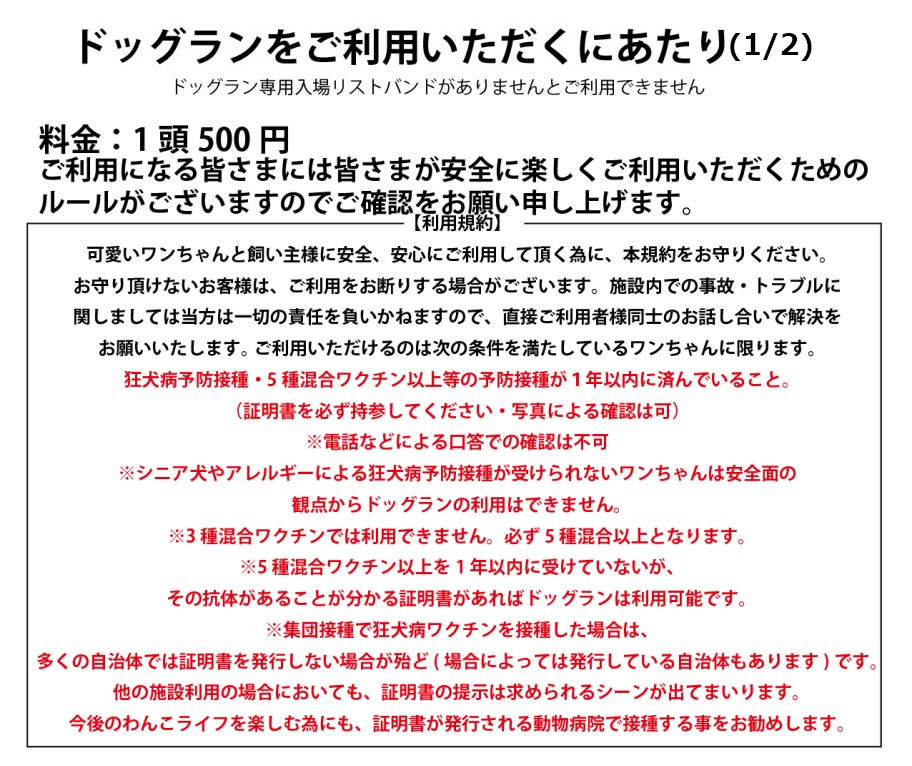 ドッグランをご利用いただくにあたり(1/2)
ドッグラン専用入場リストバンドがありませんとご利用できません
料金：1頭500円
ご利用になる皆さまには皆さまが安全に楽しくご利用いただくための
ルールがございますのでご確認をお願い申し上げます。
【利用規約】
可愛いワンちゃんと飼い主様に安全、安心にご利用して頂く為に、本規約をお守りください。
お守り頂けないお客様は、ご利用をお断りする場合がございます。施設内での事故・トラブルに
関しましては当方は一切の責任を負いかねますので、直接ご利用者様同士のお話し合いで解決を
お願いいたします。ご利用いただけるのは次の条件を満たしているワンちゃんに限ります。
狂犬病予防接種・5種混合ワクチン以上等の予防接種が1年以内に済んでいること。
（証明書を必ず持参してください・写真による確認は可）
※電話などによる口答での確認は不可
※シニア犬やアレルギーによる狂犬病予防接種が受けられないワンちゃんは安全面の
観点からドッグランの利用はできません。
※3種混合ワクチンでは利用できません。必ず5種混合以上となります。
※5種混合ワクチン以上を1年以内に受けていないが、
その抗体があることが分かる証明書があればドッグランは利用可能です。
※集団接種で狂犬病ワクチンを接種した場合は、
多くの自治体では証明書を発行しない場合が殆ど(場合によっては発行している自治体もあります)です。
他の施設利用の場合においても、証明書の提示は求められるシーンが出てまいります。
今後のわんこライフを楽しむ為にも、証明書が発行される動物病院で接種する事をお勧めします。